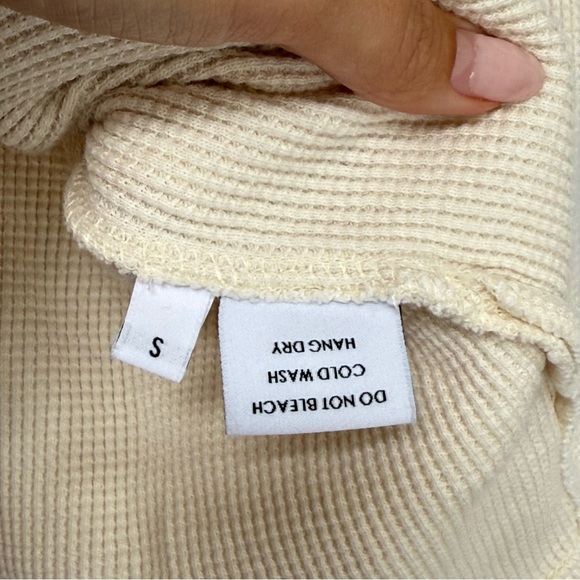 S
DO NOT BLEACH
COLD WASH
HANG DRY